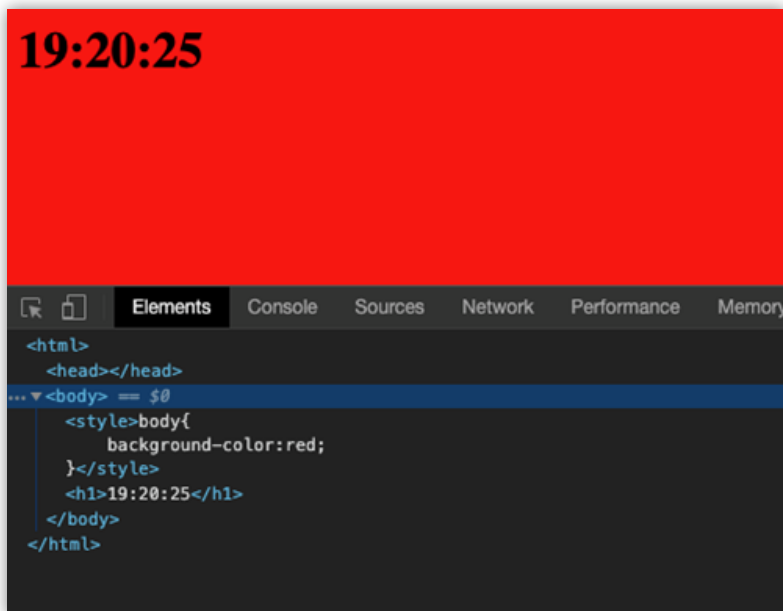 19:20:25
Elements Console Sources Network Performance Memory
<html>
<head></head>
... ▼<body> == $0
<style>body{
background-color:red;
}</style>
<h1>19:20:25</h1>
</body>
</html>